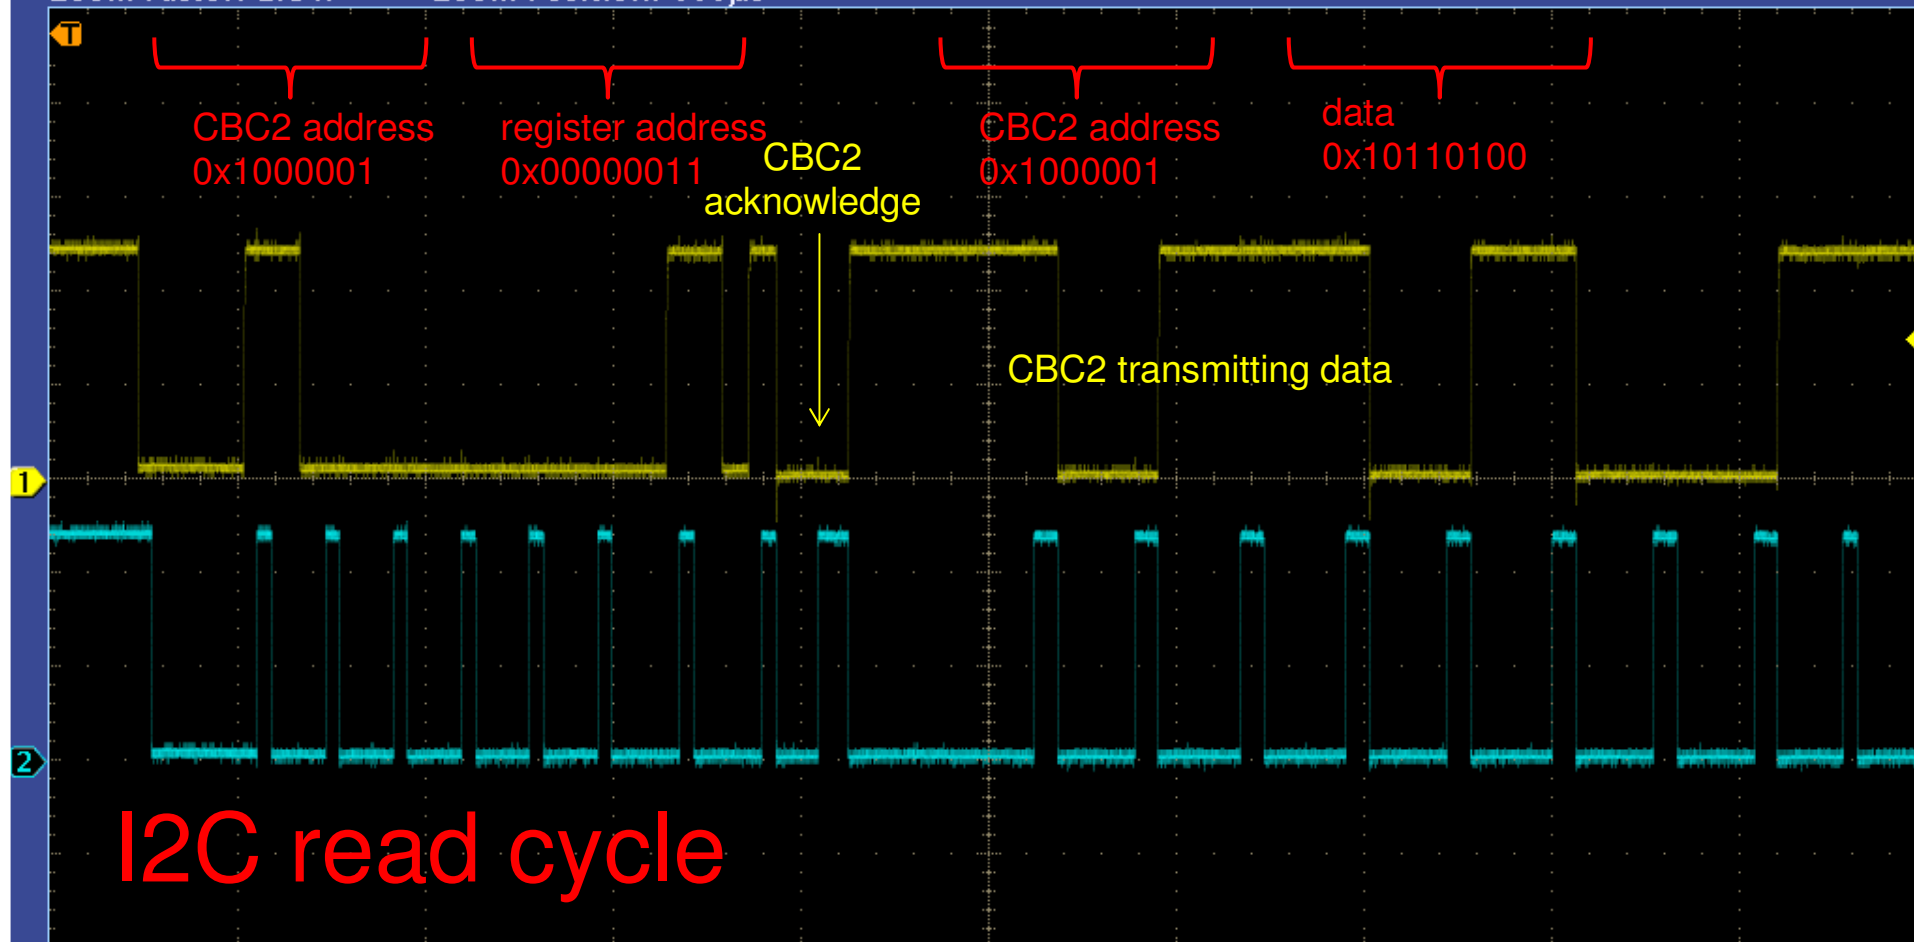 T
CBC2 address
0x1000001
register address
0x00000011
CBC2
acknowledge
CBC2 address
0x1000001
data
0x10110100
CBC2 transmitting data
1
2
I2C read cycle